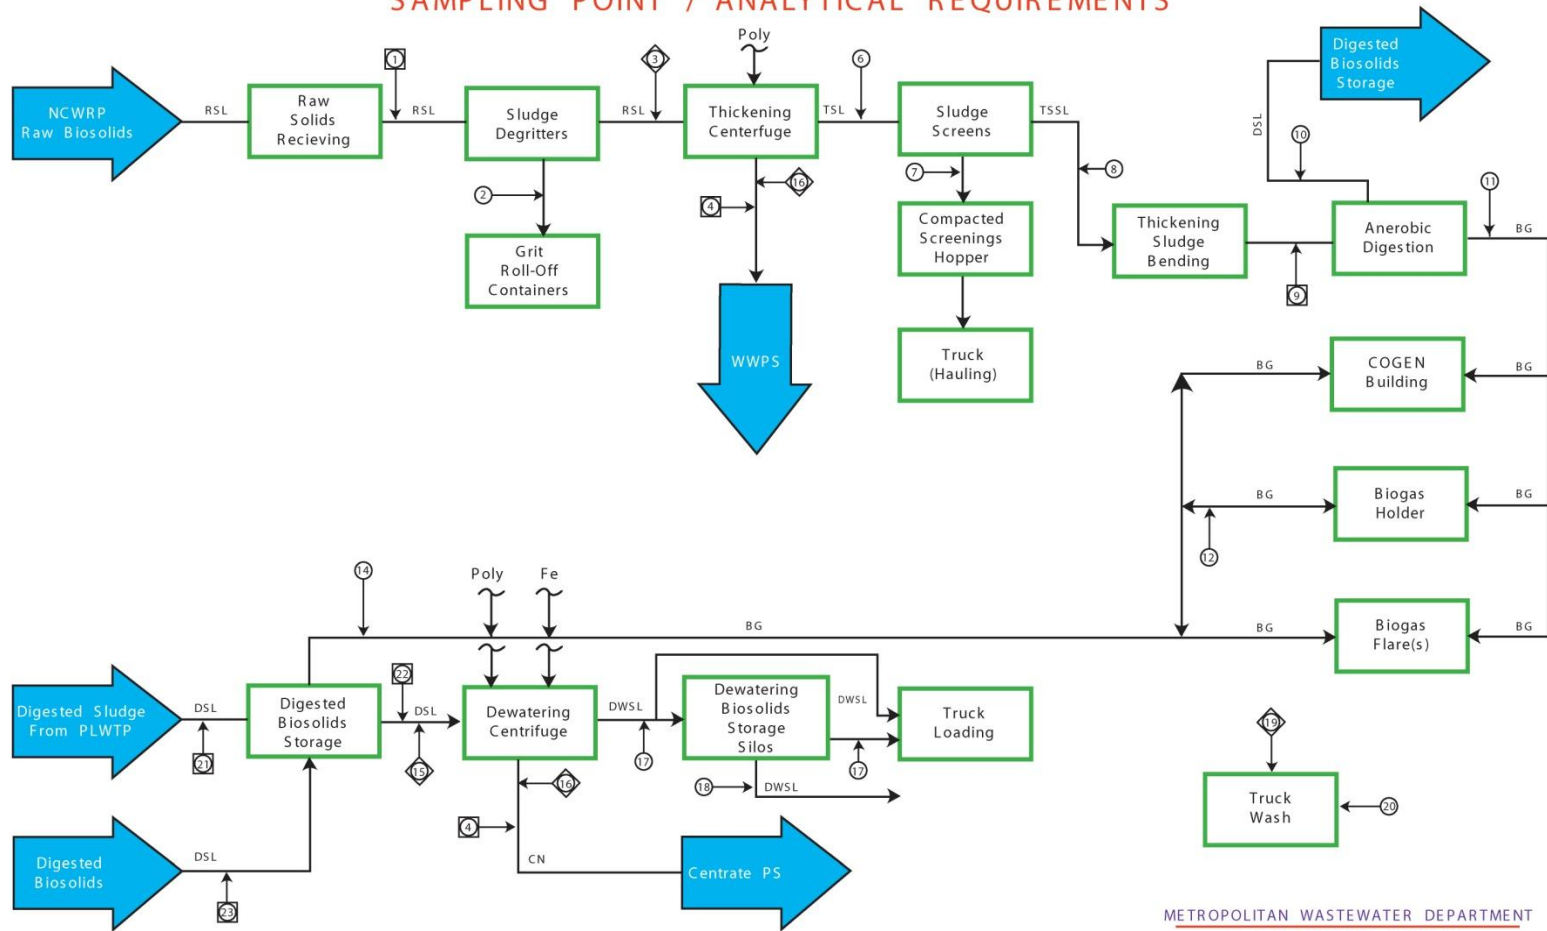 SAMPLING POINT / ANALYTICAL REQUIREMENTS
NCWRP
Raw Biosolids
RSL
Raw
Solids
Recieving
1
RSL
Sludge
Degritters
2
Grit
Roll-Off
Containers
RSL
3
Poly
Thickening
Centerfuge
16
4
WWPS
TSL
6
Sludge
Screens
7
Compacted
Screenings
Hopper
Truck
(Hauling)
TSSL
8
Thickening
Sludge
Bending
9
Anerobic
Digestion
10
DSL
Digested
Biosolids
Storage
11
BG
BG
COGEN
Building
BG
BG
Biogas
Holder
BG
12
BG
Biogas
Flare(s)
BG
14
Poly
Fe
BG
Digested Sludge
From PLWTP
DSL
21
Digested
Biosolids
Storage
22
DSL
15
Dewatering
Centrifuge
DWSL
17
Dewatering
Biosolids
Storage
Silos
DWSL
17
Truck
Loading
18
DWSL
16
4
CN
Centrate PS
Digested
Biosolids
DSL
23
19
Truck
Wash
20
METROPOLITAN WASTEWATER DEPARTMENT